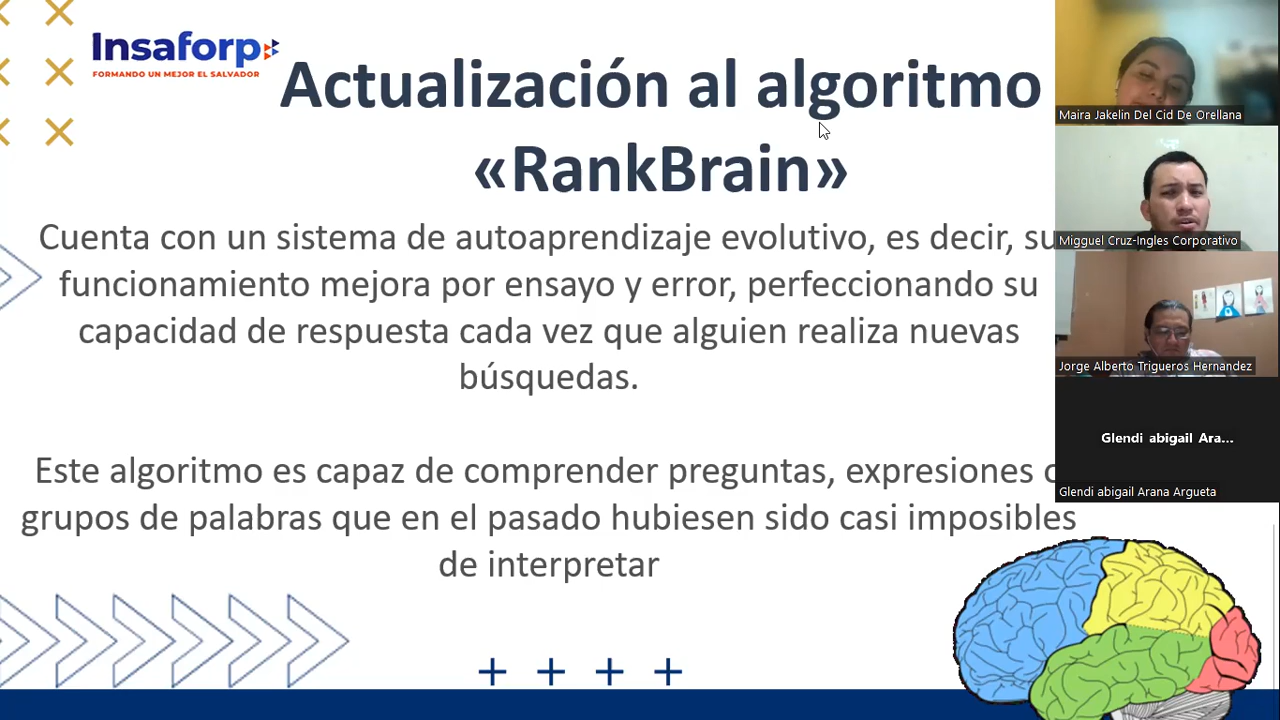 Insaforp
FORMANDO UN MEJOR EL SALVADOR
Actualización al algoritmo
«RankBrain»
Cuenta con un sistema de autoaprendizaje evolutivo, es decir, su
funcionamiento mejora por ensayo y error, perfeccionando su
capacidad de respuesta cada vez que alguien realiza nuevas
búsquedas.
Este algoritmo es capaz de comprender preguntas, expresiones
grupos de palabras que en el pasado hubiesen sido casi imposibles
de interpretar
Maira Jakelin Del Cid De Orellana
Migguel Cruz-Ingles Corporativo
Jorge Alberto Trigueros Hernandez
Glendi abigail Ara...
Glendi abigail Arana Argueta